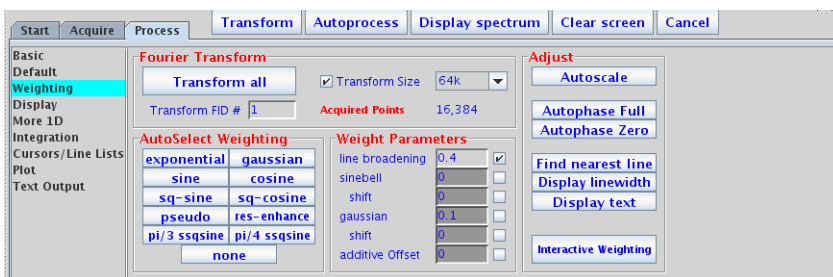 Start Acquire Process Transform Autoprocess Display spectrum Clear screen Cancel
Basic
Default
Weighting
Display
More 1D
Integration
Cursors/Line Lists
Plot
Text Output
Fourier Transform
Transform all Transform Size 64k
Transform FID # 1 Acquired Points 16,384
AutoSelect Weighting
exponential gaussian
sine cosine
sq-sine sq-cosine
pseudo res-enhance
pi/3 ssqsine pi/4 ssqsine
none
Weight Parameters
line broadening 0.4
sinebell 0
shift 0
gaussian 0.1
shift 0
additive Offset 0
Adjust
Autoscale
Autophase Full
Autophase Zero
Find nearest line
Display linewidth
Display text
Interactive Weighting